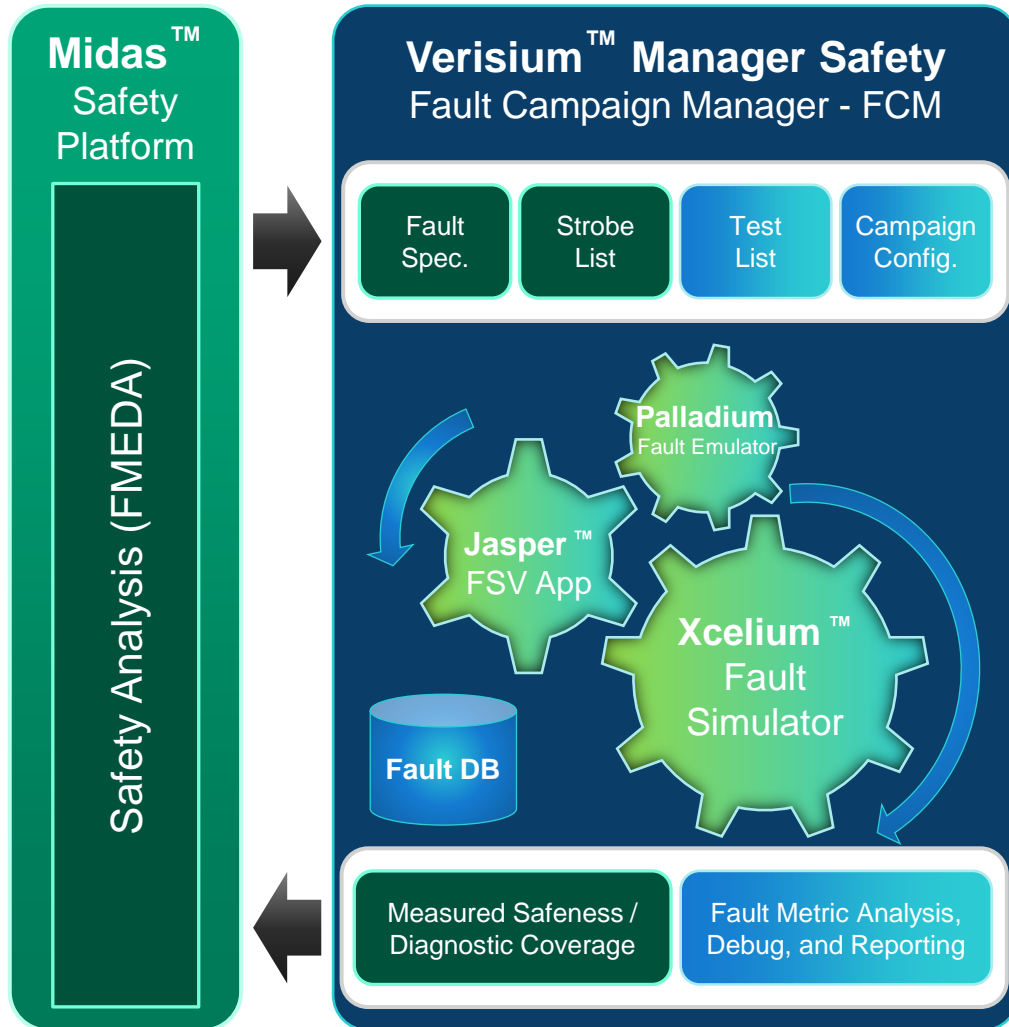 Midas™
Safety
Platform
Safety Analysis (FMEDA)
Verisium™ Manager Safety
Fault Campaign Manager - FCM
Fault
Spec.
Strobe
List
Test
List
Campaign
Config.
Palladium
Fault Emulator
Jasper ™
FSV App
Xcelium ™
Fault
Simulator
Fault DB
Measured Safeness /
Diagnostic Coverage
Fault Metric Analysis,
Debug, and Reporting